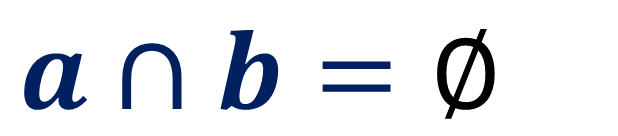 a ∩ b = ∅